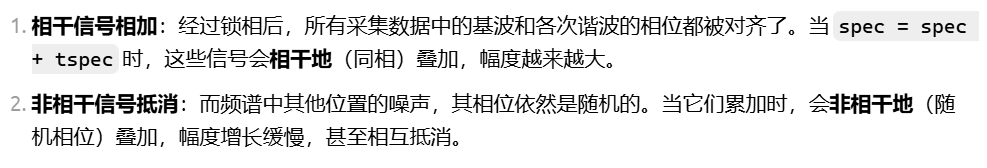 1. 相干信号相加：经过锁相后，所有采集数据中的基波和各次谐波的相位都被对齐了。当 spec = spec
+ tspec 时，这些信号会相干地（同相）叠加，幅度越来越大。
2. 非相干信号抵消：而频谱中其他位置的噪声，其相位依然是随机的。当它们累加时，会非相干地（随
机相位）叠加，幅度增长缓慢，甚至相互抵消。